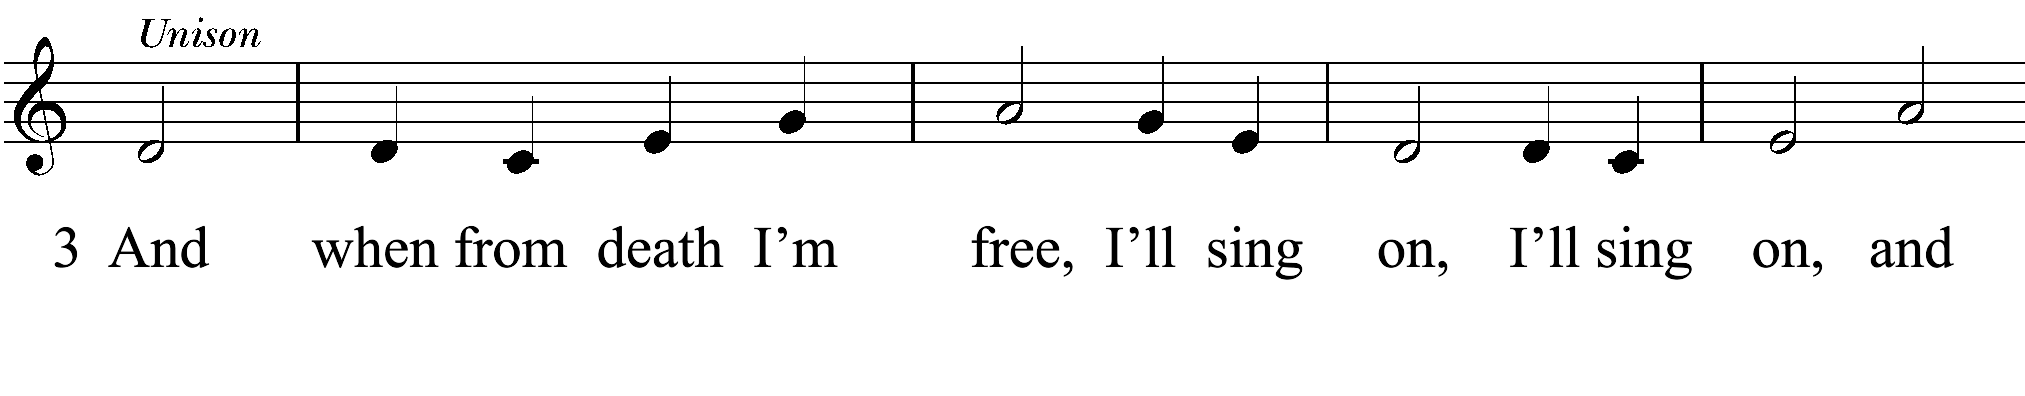 Unison
3 And when from death I’m free, I’ll sing on, I’ll sing on, and